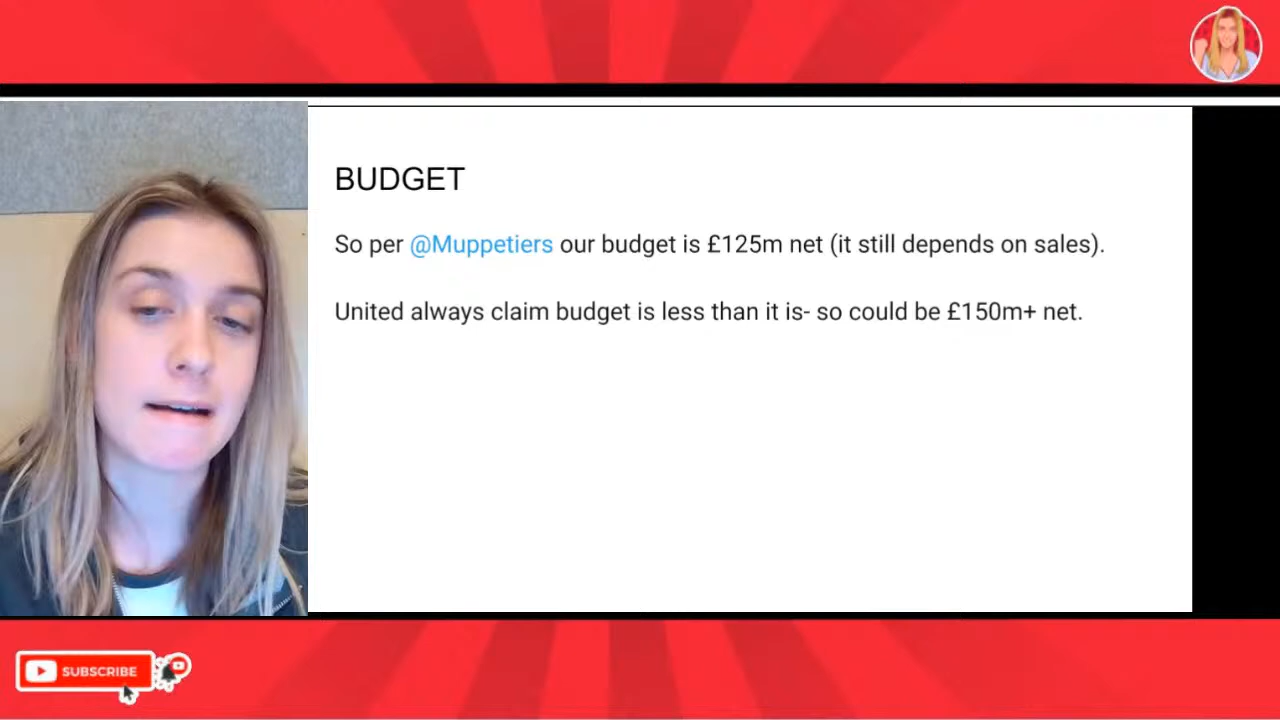 BUDGET
So per @Muppetiers our budget is £125m net (it still depends on sales).
United always claim budget is less than it is- so could be £150m+ net.
SUBSCRIBE